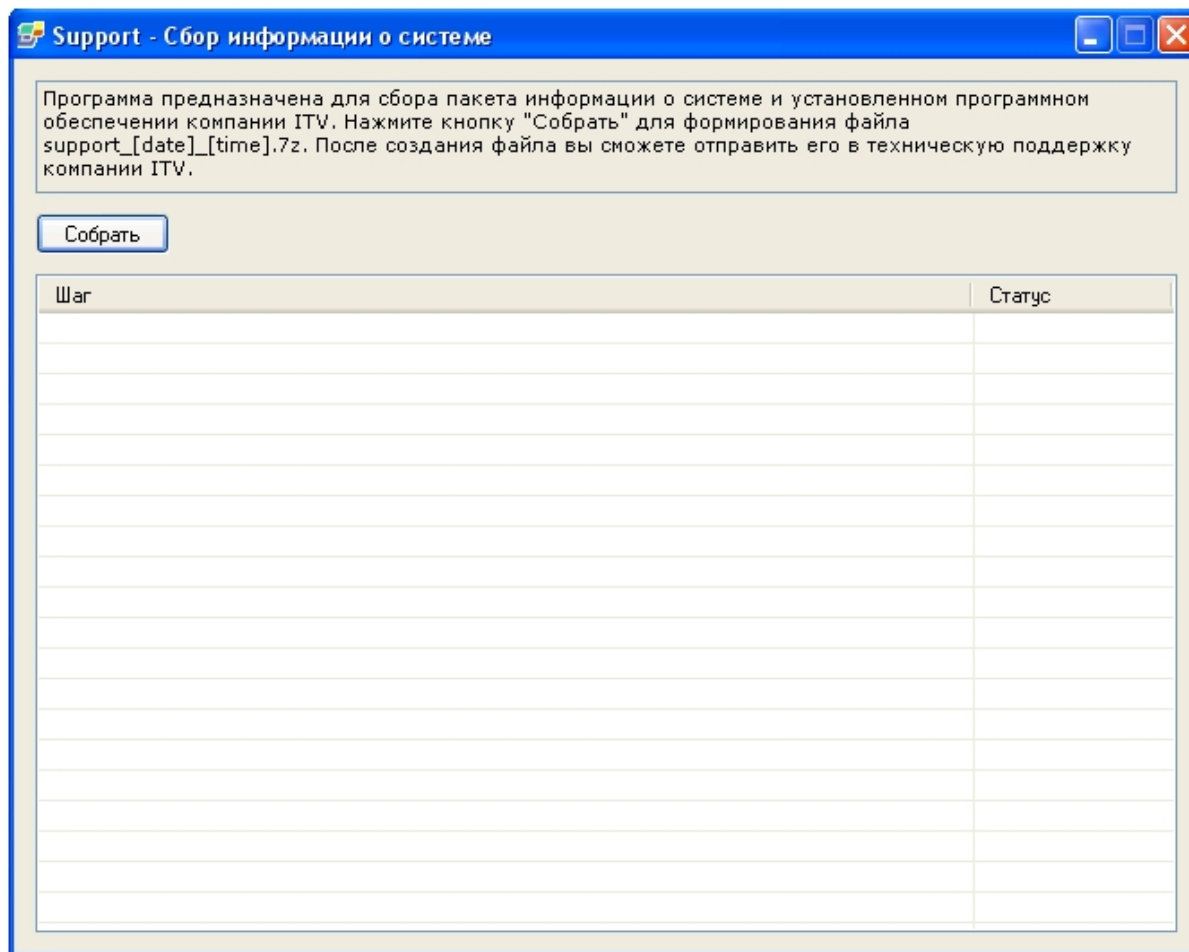 Support - Сбор информации о системе
Программа предназначена для сбора пакета информации о системе и установленном программном
обеспечении компании ITV. Нажмите кнопку "Собрать" для формирования файла
support_[date]_[time].7z. После создания файла вы сможете отправить его в техническую поддержку
компании ITV.
Собрать
Шаг Статус